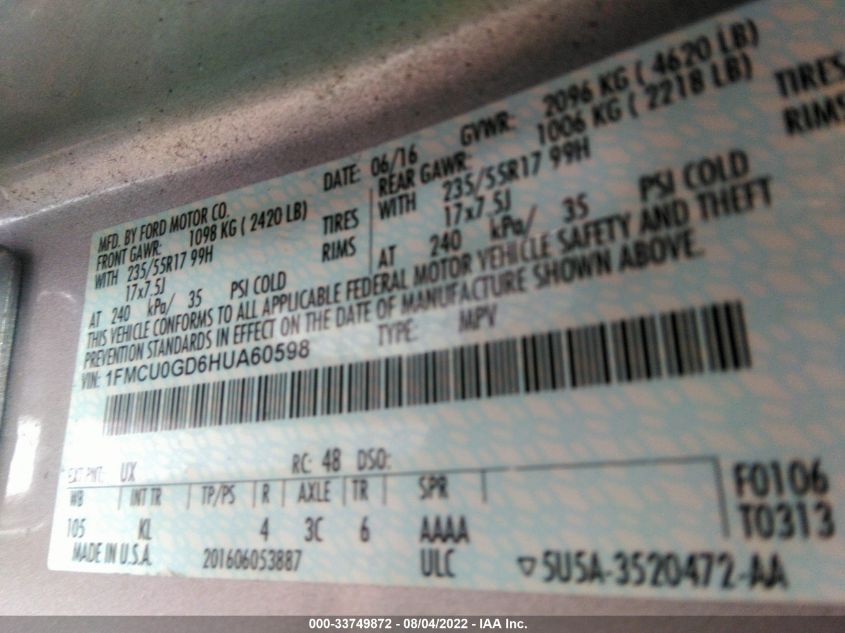 MFD. BY FORD MOTOR CO.
DATE: 06/16 GVWR: 2096 KG ( 4620 LB)
FRONT GAWR: 1098 KG ( 2420 LB) REAR GAWR: 1006 KG ( 2218 LB)
WITH 235/55R17 99H TIRES WITH 235/55R17 99H TIRES
17x7.5J RIMS 17x7.5J RIMS
AT 240 kPa/ 35 PSI COLD AT 240 kPa/ 35 PSI COLD
THIS VEHICLE CONFORMS TO ALL APPLICABLE FEDERAL MOTOR VEHICLE SAFETY AND THEFT
PREVENTION STANDARDS IN EFFECT ON THE DATE OF MANUFACTURE SHOWN ABOVE.
VIN: 1FMCU0GD6HUA60598 TYPE: MPV
EXT PNT: UX RC: 48 DSO:
WB INT TR TP/PS R AXLE TR SPR F0106
105 KL 4 3C 6 AAAA T0313
MADE IN U.S.A. 201606053887 ULC ▽5U5A-3520472-AA
000-33749872 - 08/04/2022 - IAA Inc.